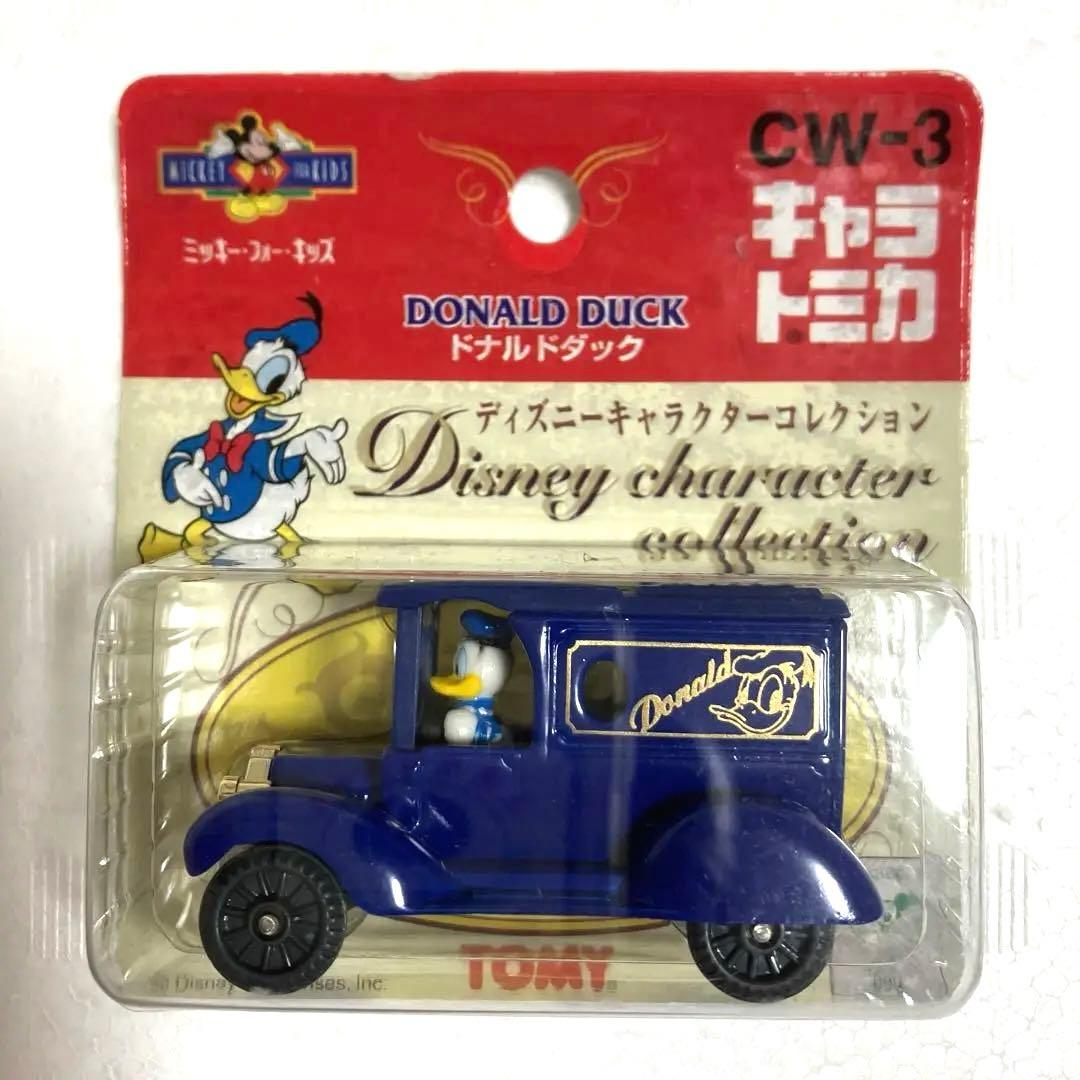 MICKEY FOR KIDS
ミッキー・フォー・キッズ
CW-3
キャラ
トミカ
DONALD DUCK
ドナルドダック
ディズニーキャラクターコレクション
Disney character
collection
Donald
TOMY
Disney
Inc.